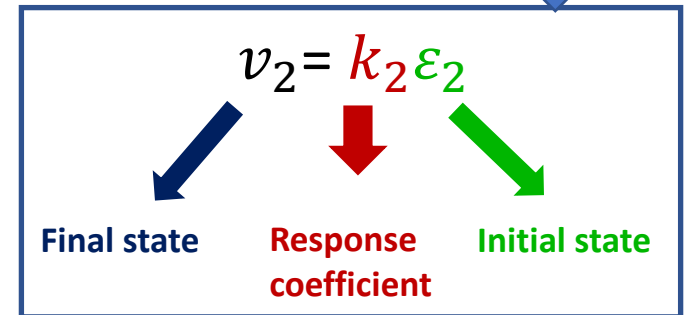 𝑣₂= 𝑘₂𝜀₂
Final state
Response
coefficient
Initial state